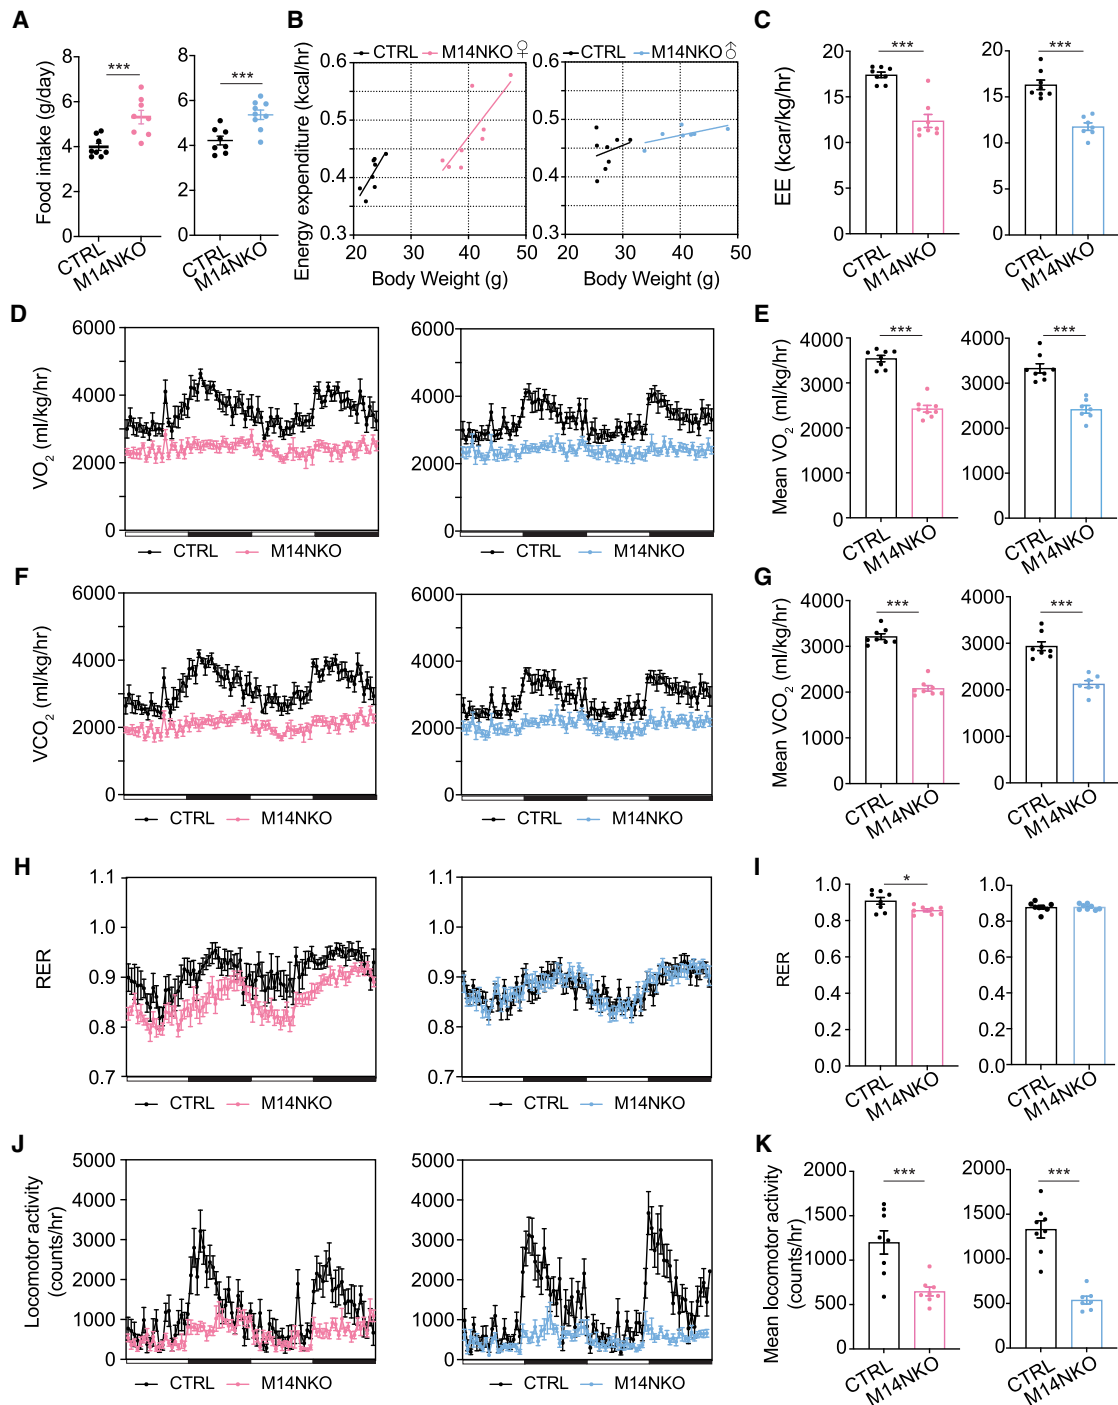 A
Food intake (g/day)
8
6
4
2
0
***
CTRL
M14NKO
8
6
4
2
0
***
CTRL
M14NKO
B
CTRL M14NKO ♀
Energy expenditure (kcal/hr)
0.6
0.5
0.4
0.3
20 30 40 50
Body Weight (g)
CTRL M14NKO ♂
0.6
0.5
0.4
0.3
20 30 40 50
Body Weight (g)
C
EE (kcar/kg/hr)
20
15
10
5
0
***
CTRL
M14NKO
20
15
10
5
0
***
CTRL
M14NKO
D
VO2 (ml/kg/hr)
6000
4000
2000
0
CTRL M14NKO
6000
4000
2000
0
CTRL M14NKO
E
Mean VO2 (ml/kg/hr)
4000
3000
2000
1000
0
***
CTRL
M14NKO
4000
3000
2000
1000
0
***
CTRL
M14NKO
F
VCO2 (ml/kg/hr)
6000
4000
2000
0
CTRL M14NKO
6000
4000
2000
0
CTRL M14NKO
G
Mean VCO2 (ml/kg/hr)
4000
3000
2000
1000
0
***
CTRL
M14NKO
4000
3000
2000
1000
0
***
CTRL
M14NKO
H
RER
1.1
1.0
0.9
0.8
0.7
CTRL M14NKO
1.1
1.0
0.9
0.8
0.7
CTRL M14NKO
I
RER
1.0
0.8
0.6
0.4
0.2
0.0
*
CTRL
M14NKO
1.0
0.8
0.6
0.4
0.2
0.0
CTRL
M14NKO
J
Locomotor activity
(counts/hr)
5000
4000
3000
2000
1000
0
CTRL M14NKO
5000
4000
3000
2000
1000
0
CTRL M14NKO
K
Mean locomotor activity
(counts/hr)
2000
1500
1000
500
0
***
CTRL
M14NKO
2000
1500
1000
500
0
***
CTRL
M14NKO